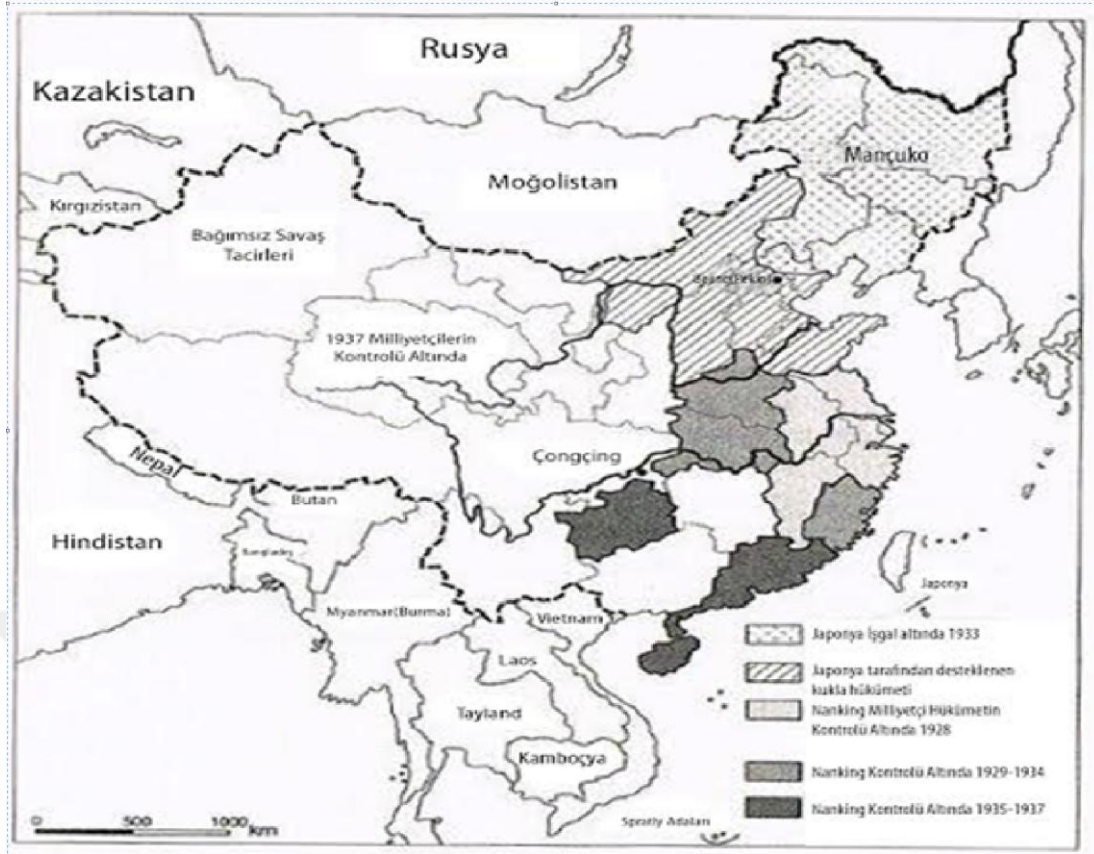 Rusya
Kazakistan
Mançuko
Moğolistan
Kırgızistan
Bağımsız Savaş
Tacirleri
1937 Milliyetçilerin
Kontrolü Altında
Çongçing
Nepal
Butan
Hindistan
Bangladeş
Japonya
Myanmar(Burma)
Vietnam
Laos
Tayland
Kamboçya
Spratly Adaları
Japonya İşgal altında 1933
Japonya tarafından desteklenen
kukla hükümeti
Nanking Milliyetçi Hükümetin
Kontrolü Altında 1928
Nanking Kontrolü Altında 1929-1934
Nanking Kontrolü Altında 1935-1937
0 500 1000
km